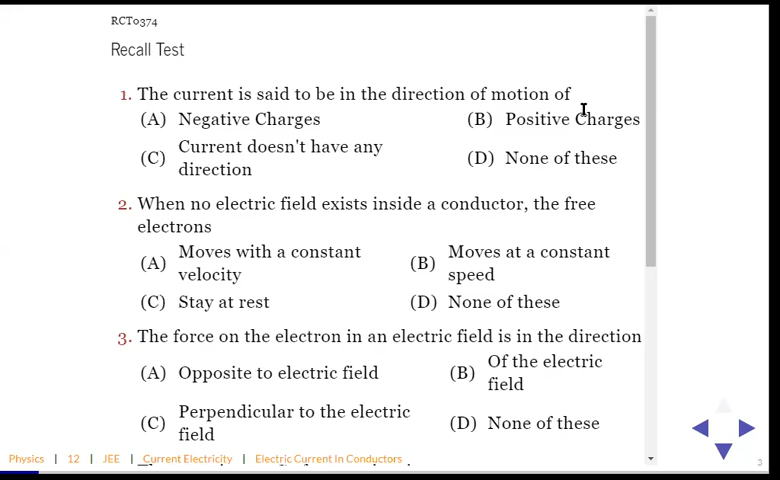 RCT0374
Recall Test
1. The current is said to be in the direction of motion of
(A) Negative Charges (B) Positive Charges
(C) Current doesn't have any direction (D) None of these
2. When no electric field exists inside a conductor, the free
electrons
(A) Moves with a constant velocity (B) Moves at a constant speed
(C) Stay at rest (D) None of these
3. The force on the electron in an electric field is in the direction
(A) Opposite to electric field (B) Of the electric field
(C) Perpendicular to the electric field (D) None of these
Physics | 12 | JEE | Current Electricity | Electric Current In Conductors
3